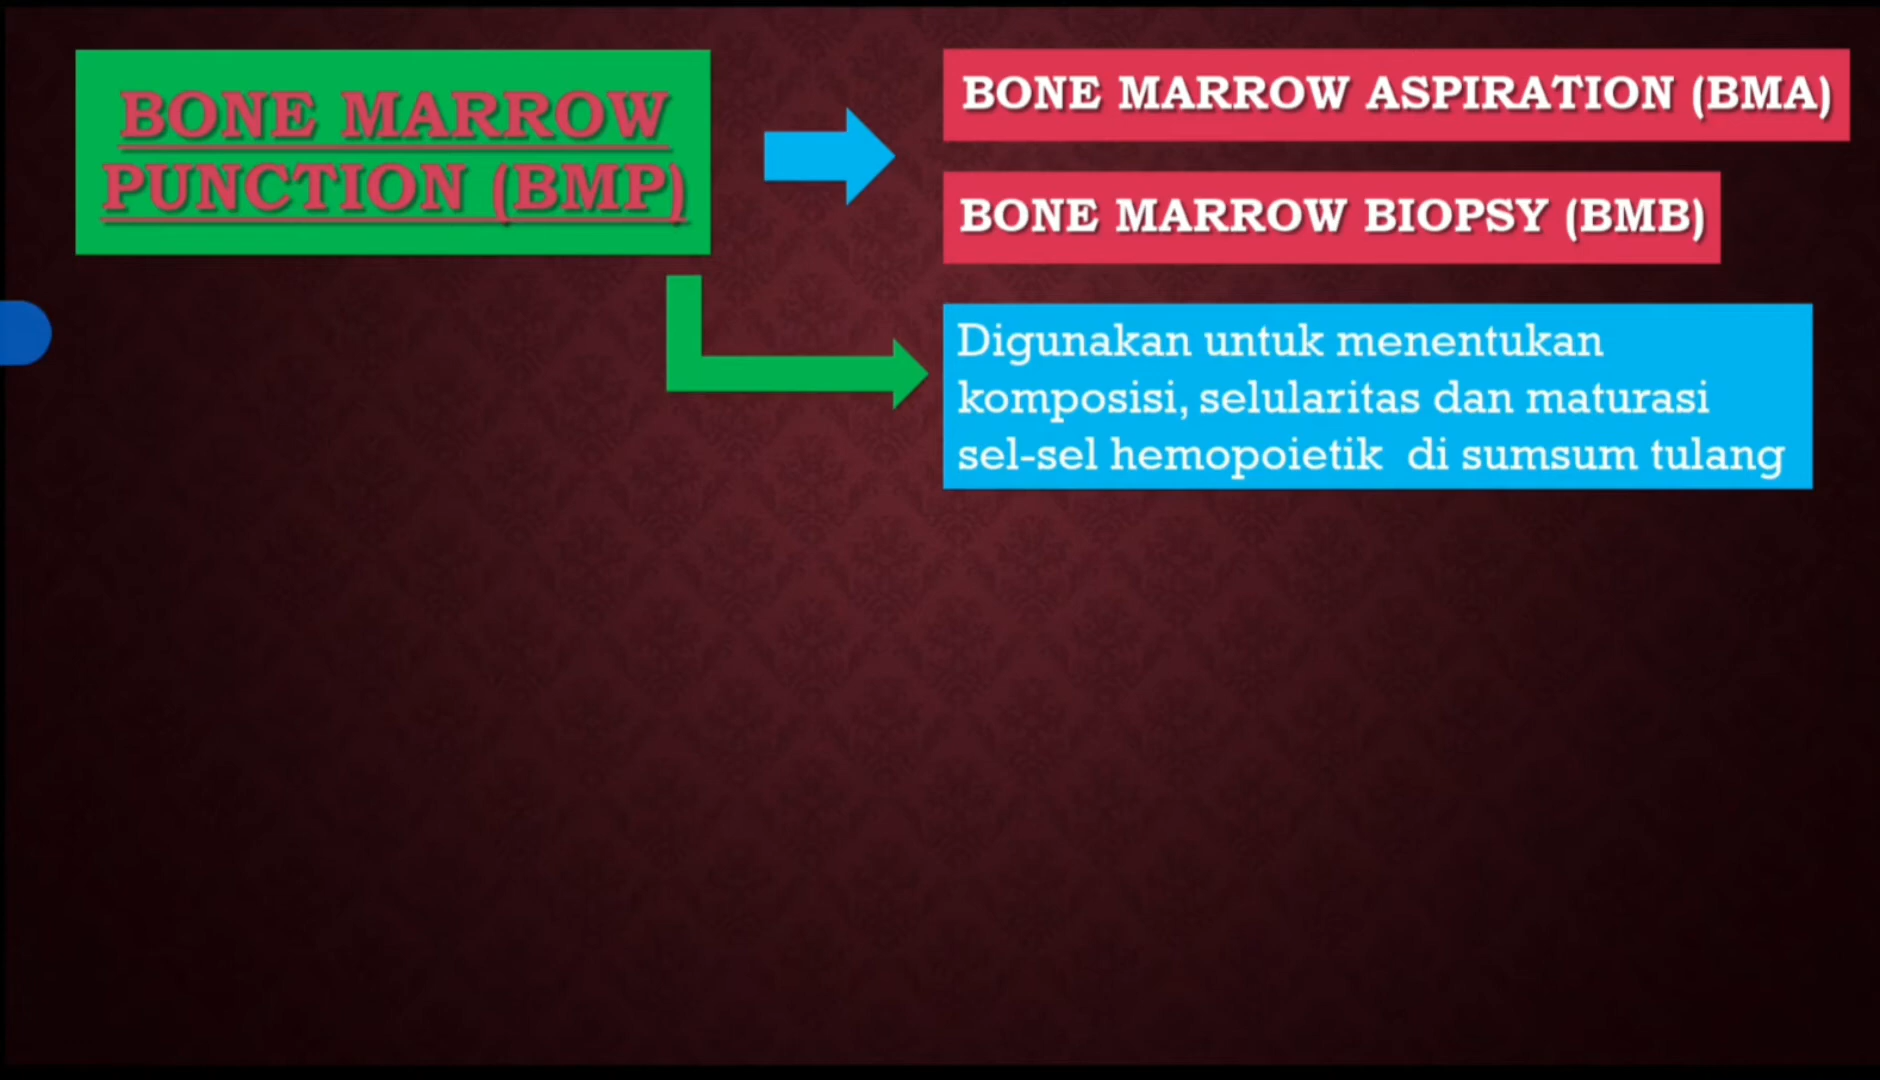 BONE MARROW
PUNCTION (BMP)
BONE MARROW ASPIRATION (BMA)
BONE MARROW BIOPSY (BMB)
Digunakan untuk menentukan
komposisi, selularitas dan maturasi
sel-sel hemopoietik di sumsum tulang